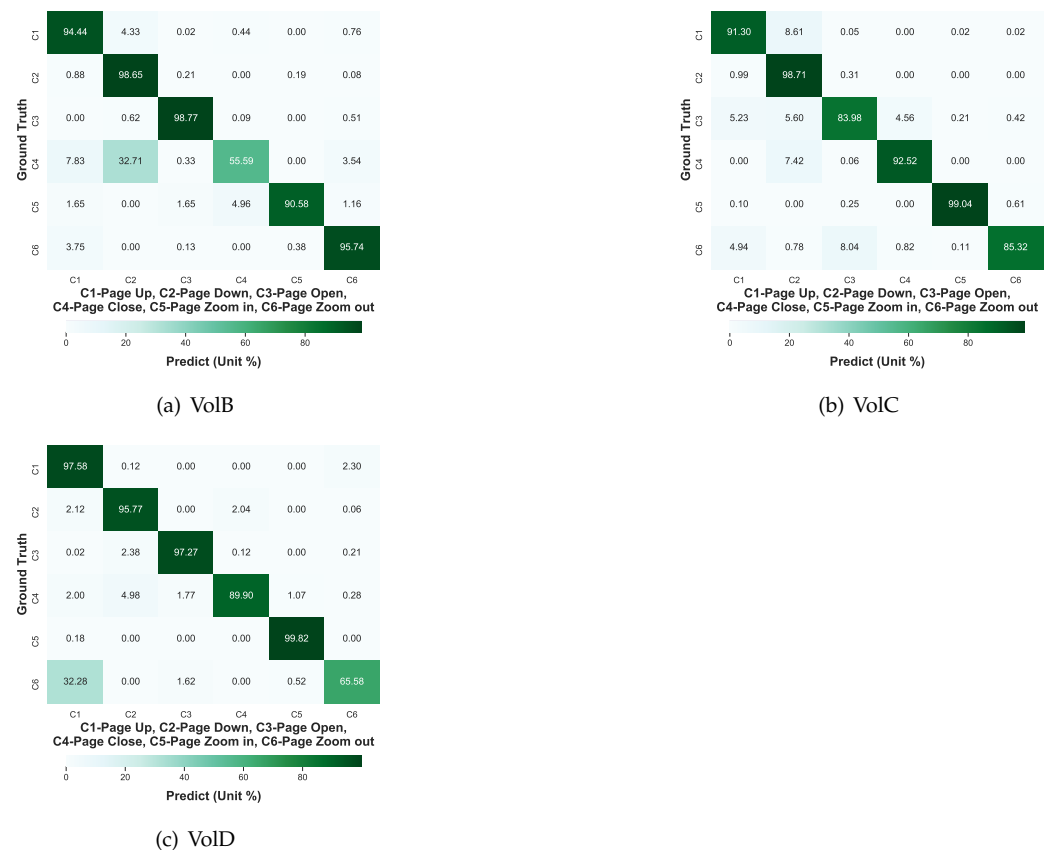 C1 94.44 4.33 0.02 0.44 0.00 0.76
C2 0.88 98.65 0.21 0.00 0.19 0.08
C3 0.00 0.62 98.77 0.09 0.00 0.51
C4 7.83 32.71 0.33 55.59 0.00 3.54
C5 1.65 0.00 1.65 4.96 90.58 1.16
C6 3.75 0.00 0.13 0.00 0.38 95.74
Ground Truth
C1 C2 C3 C4 C5 C6
C1-Page Up, C2-Page Down, C3-Page Open,
C4-Page Close, C5-Page Zoom in, C6-Page Zoom out
0 20 40 60 80
Predict (Unit %)
(a) VolB
C1 91.30 8.61 0.05 0.00 0.02 0.02
C2 0.99 98.71 0.31 0.00 0.00 0.00
C3 5.23 5.60 83.98 4.56 0.21 0.42
C4 0.00 7.42 0.06 92.52 0.00 0.00
C5 0.10 0.00 0.25 0.00 99.04 0.61
C6 4.94 0.78 8.04 0.82 0.11 85.32
Ground Truth
C1 C2 C3 C4 C5 C6
C1-Page Up, C2-Page Down, C3-Page Open,
C4-Page Close, C5-Page Zoom in, C6-Page Zoom out
0 20 40 60 80
Predict (Unit %)
(b) VolC
C1 97.58 0.12 0.00 0.00 0.00 2.30
C2 2.12 95.77 0.00 2.04 0.00 0.06
C3 0.02 2.38 97.27 0.12 0.00 0.21
C4 2.00 4.98 1.77 89.90 1.07 0.28
C5 0.18 0.00 0.00 0.00 99.82 0.00
C6 32.28 0.00 1.62 0.00 0.52 65.58
Ground Truth
C1 C2 C3 C4 C5 C6
C1-Page Up, C2-Page Down, C3-Page Open,
C4-Page Close, C5-Page Zoom in, C6-Page Zoom out
0 20 40 60 80
Predict (Unit %)
(c) VolD